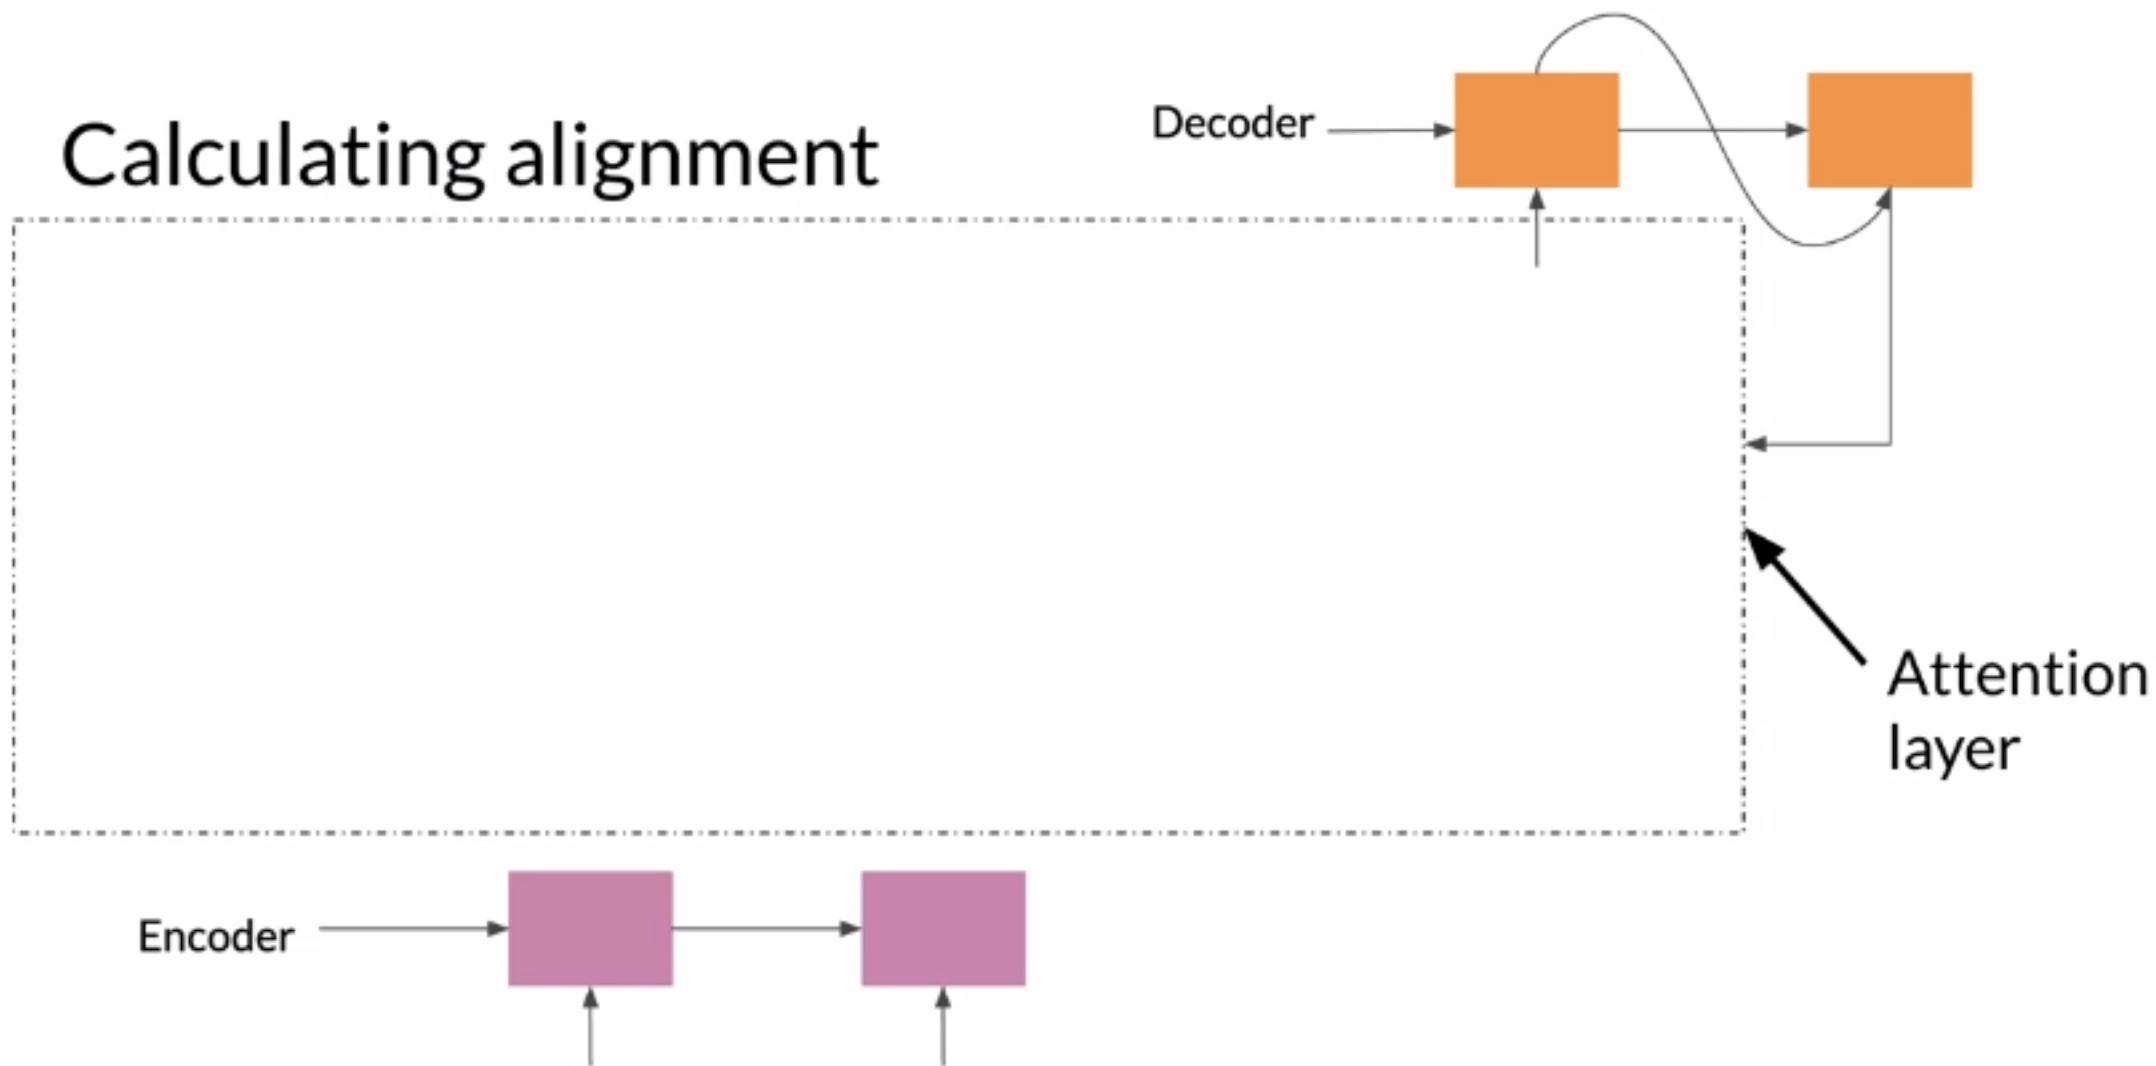 Calculating alignment
Decoder
Attention
layer
Encoder